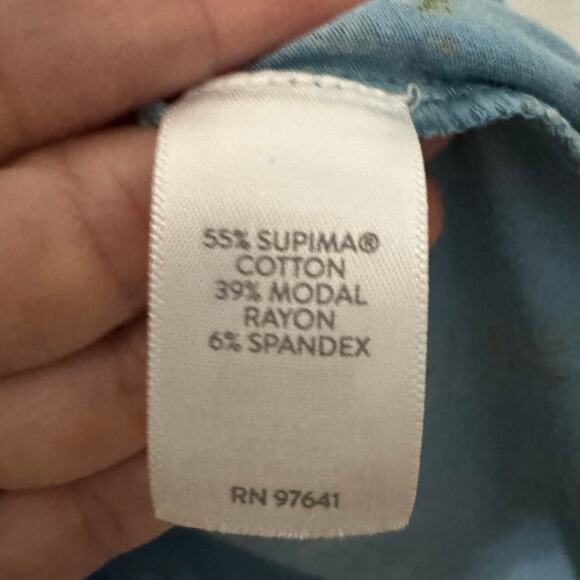 55% SUPIMA®
COTTON
39% MODAL
RAYON
6% SPANDEX
RN 97641